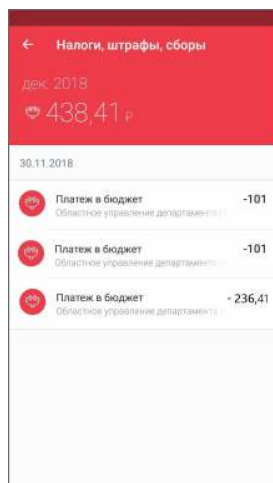 ← Налоги, штрафы, сборы
дек. 2018
438,41 ₽
30.11.2018
Платеж в бюджет -101
Областное управление департамента
Платеж в бюджет -101
Областное управление департамента
Платеж в бюджет - 236,41
Областное управление департамента